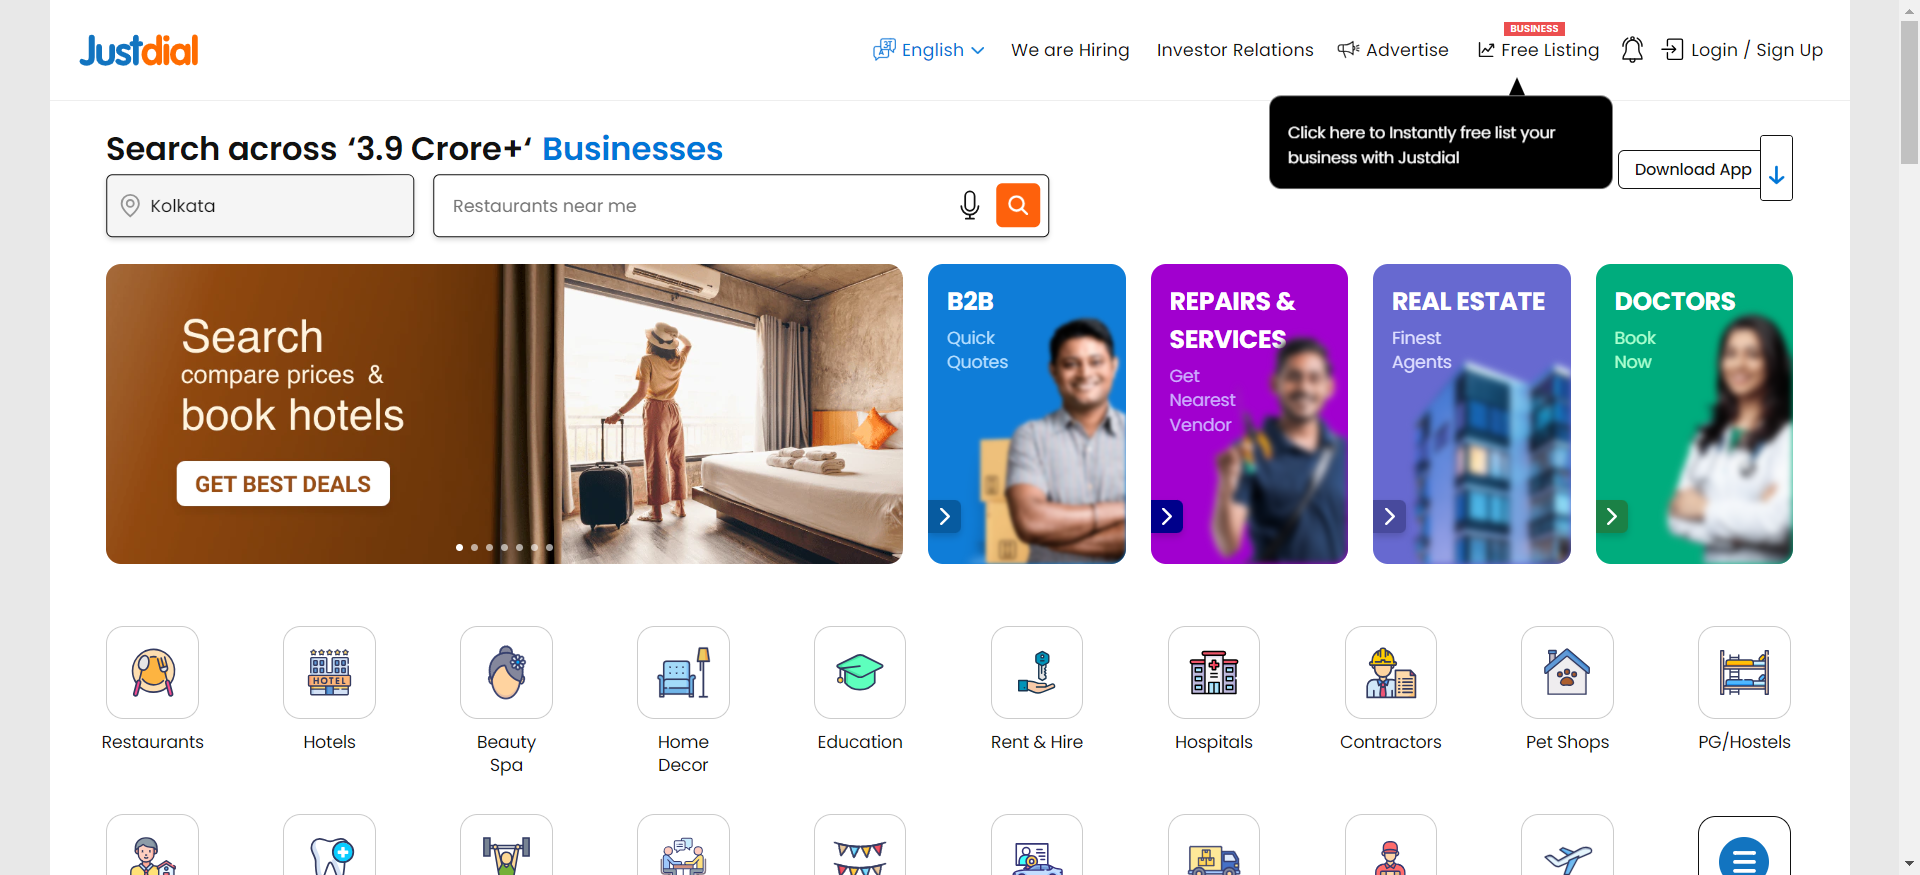 Justdial
English
We are Hiring
Investor Relations
Advertise
BUSINESS
Free Listing
Login / Sign Up
Click here to Instantly free list your
business with Justdial
Download App
Search across ‘3.9 Crore+‘ Businesses
Kolkata
Restaurants near me
Search
compare prices &
book hotels
GET BEST DEALS
B2B
Quick
Quotes
REPAIRS &
SERVICES
Get
Nearest
Vendor
REAL ESTATE
Finest
Agents
DOCTORS
Book
Now
HOTEL
Restaurants
Hotels
Beauty
Spa
Home
Decor
Education
Rent & Hire
Hospitals
Contractors
Pet Shops
PG/Hostels